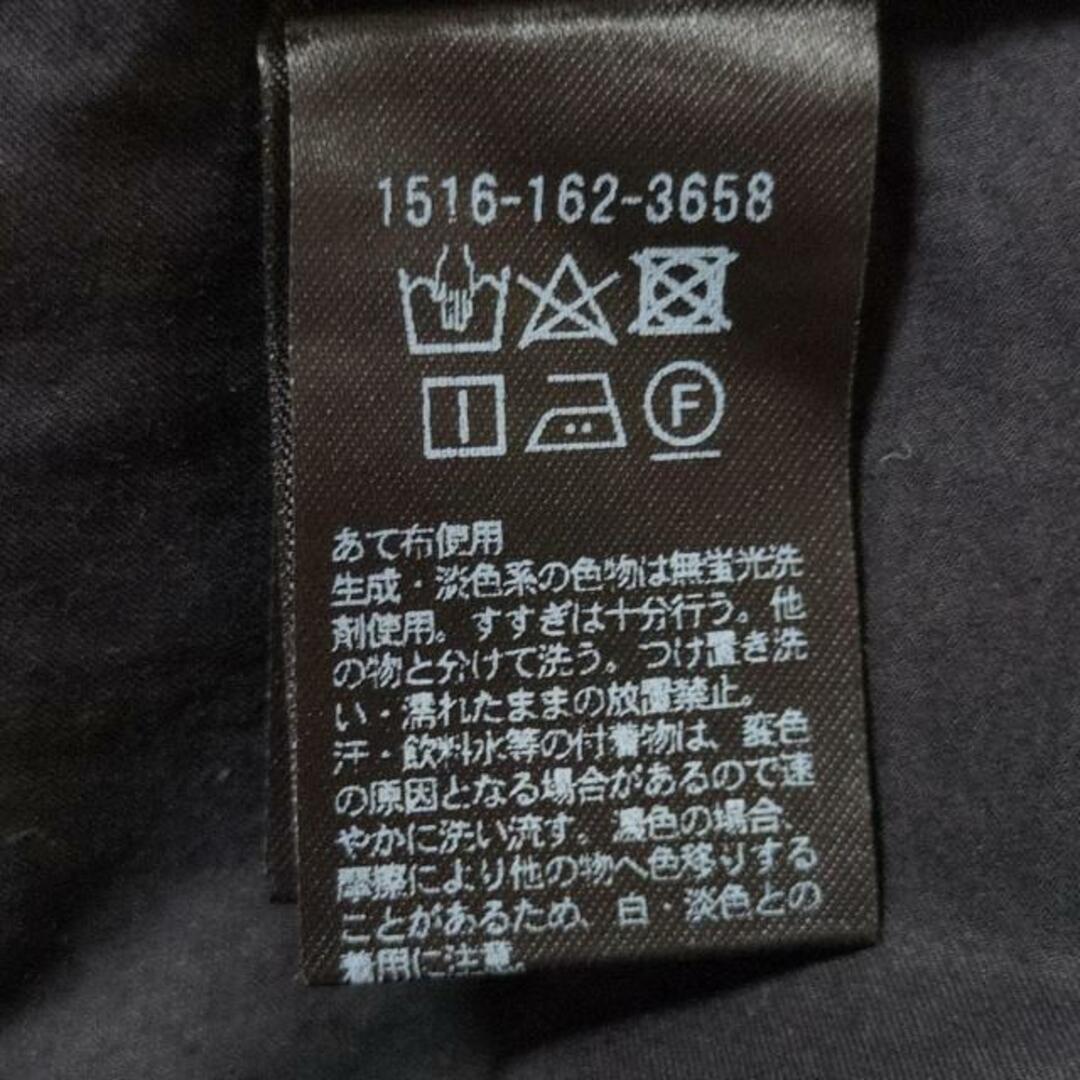 1516-162-3658
F
あて布使用
生成・淡色系の色物は無蛍光洗
剤使用。すすぎは十分行う。他
の物と分けて洗う。つけ置き洗
い・濡れたままの放置禁止。
汗・飲料水等の付着物は、変色
の原因となる場合があるので速
やかに洗い流す。濃色の場合、
摩擦により他の物へ色移りする
ことがあるため、白・淡色との
着用に注意。